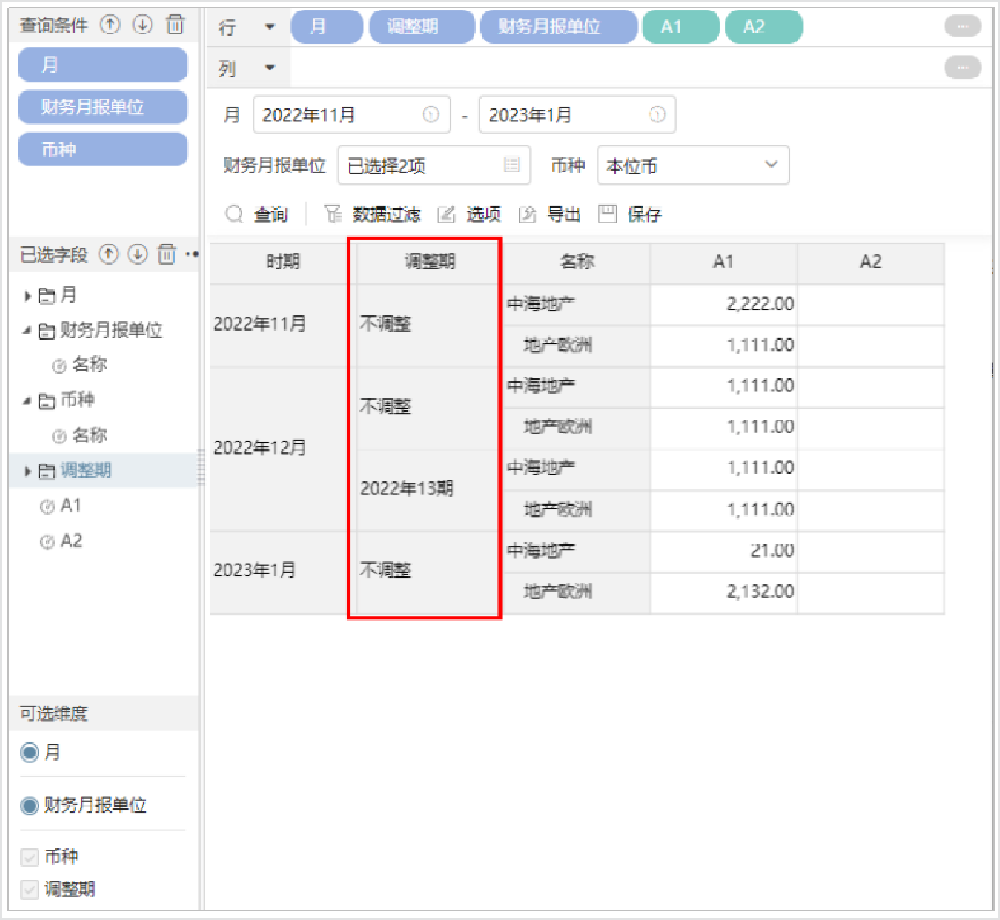 查询条件
月
财务月报单位
币种
已选字段
月
财务月报单位
名称
币种
名称
调整期
A1
A2
可选维度
月
财务月报单位
币种
调整期
行 月 调整期 财务月报单位 A1 A2
列
月 2022年11月 - 2023年1月
财务月报单位 已选择2项 币种 本位币
查询 数据过滤 选项 导出 保存
时期 调整期 名称 A1 A2
2022年11月 不调整 中海地产 2,222.00
地产欧洲 1,111.00
2022年12月 不调整 中海地产 1,111.00
地产欧洲 1,111.00
2022年13期 中海地产 1,111.00
地产欧洲 1,111.00
2023年1月 不调整 中海地产 21.00
地产欧洲 2,132.00